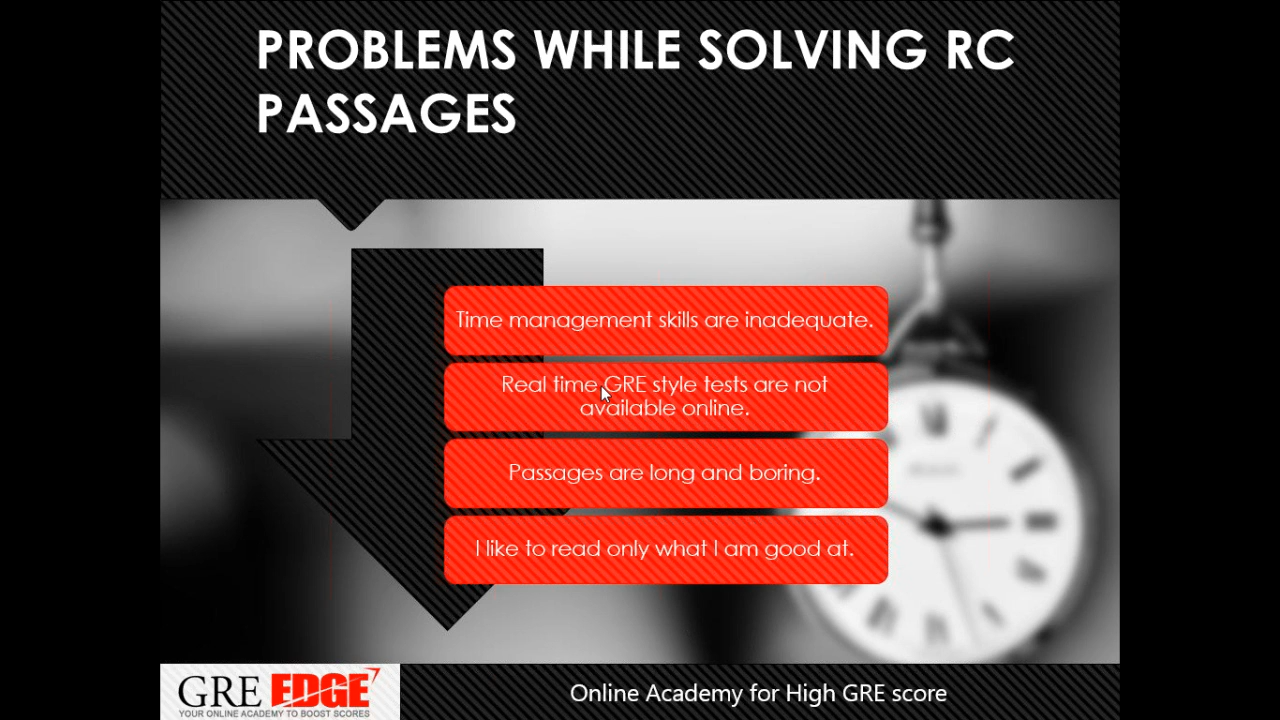 PROBLEMS WHILE SOLVING RC
PASSAGES
Time management skills are inadequate.
Real time GRE style tests are not
available online.
Passages are long and boring.
I like to read only what I am good at.
GRE EDGE
YOUR ONLINE ACADEMY TO BOOST SCORES
Online Academy for High GRE score